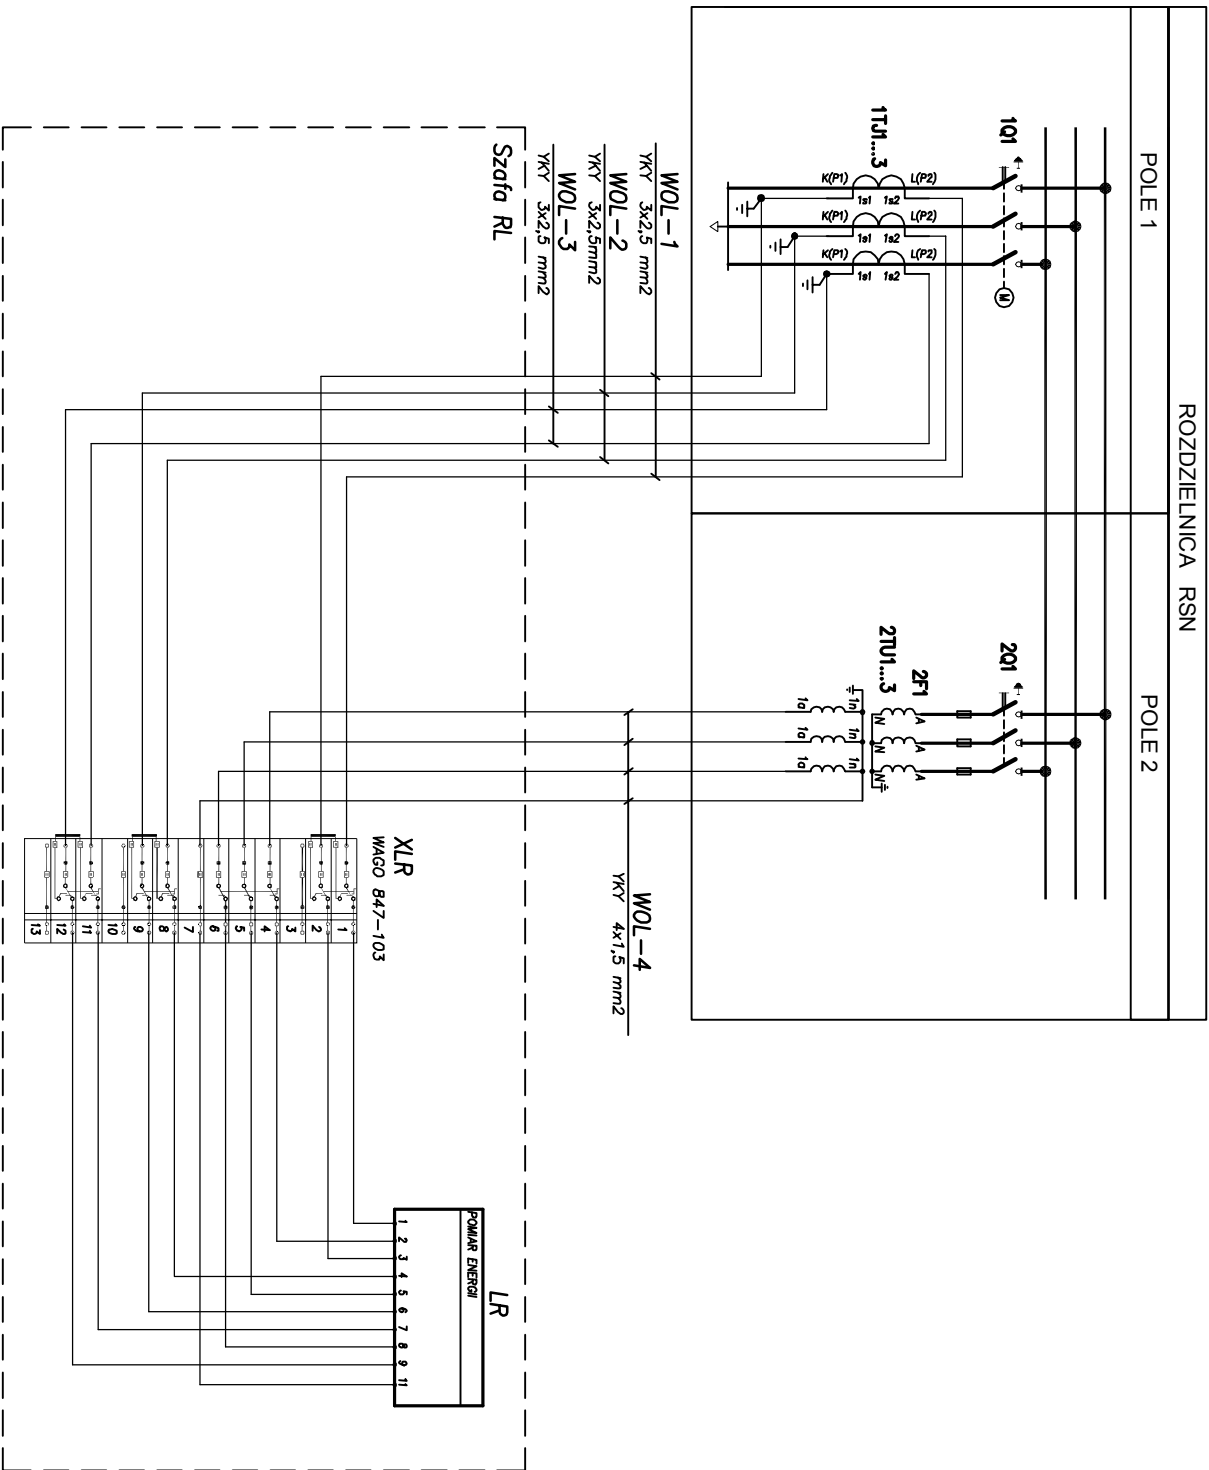 ROZDZIELNICA RSN
POLE 1
POLE 2
1Q1
M
2Q1
1TJ1...3
L(P2)
L(P2)
L(P2)
K(P1)
K(P1)
K(P1)
1s1 1s2
1s1 1s2
1s1 1s2
2F1
2TU1...3
A
A
A
N
N
N
1n
1n
1n
1a
1a
1a
WOL-1
YKY 3x2,5 mm2
WOL-2
YKY 3x2,5mm2
WOL-3
YKY 3x2,5 mm2
WOL-4
YKY 4x1,5 mm2
Szafa RL
XLR
WAGO 847-103
1
2
3
4
5
6
7
8
9
10
11
12
13
LR
POMIAR ENERGII
1 2 3 4 5 6 7 8 9 11